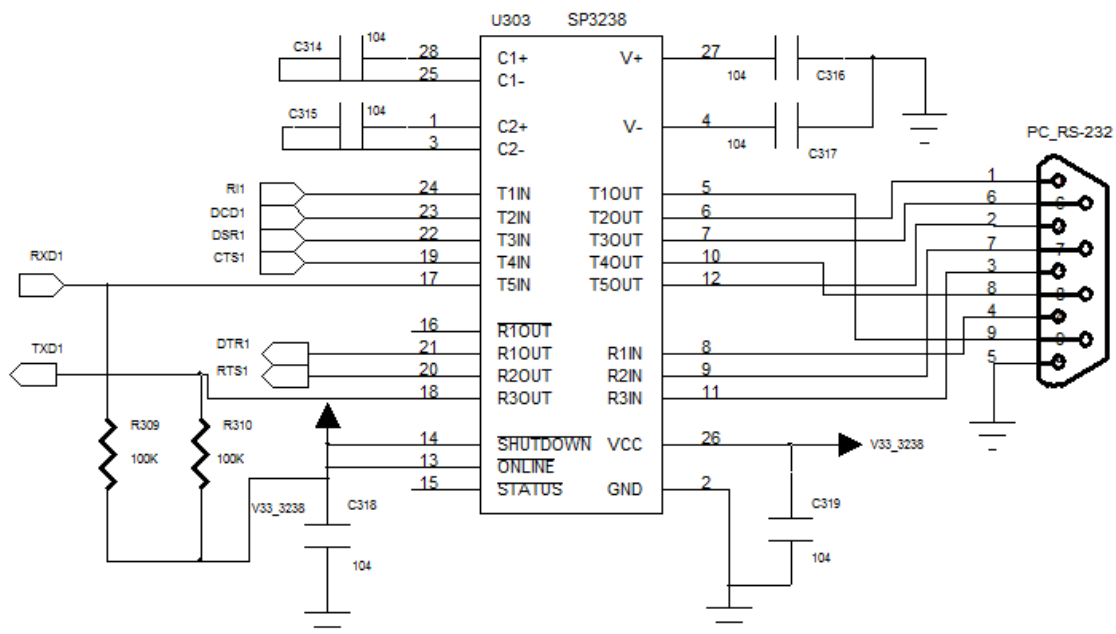 U303 SP3238
C314 104 28 C1+ V+ 27 104 C316
25 C1-
C315 104 1 C2+ V- 4 104 C317
3 C2-
PC_RS-232
RI1 24 T1IN T1OUT 5 1
DCD1 23 T2IN T2OUT 6 6
DSR1 22 T3IN T3OUT 7 2
CTS1 19 T4IN T4OUT 10 7
RXD1 17 T5IN T5OUT 12 3
8
16 R1OUT 4
TXD1 DTR1 21 R1OUT R1IN 8 9
RTS1 20 R2OUT R2IN 9 5
18 R3OUT R3IN 11
R309 R310
100K 100K
14 SHUTDOWN VCC 26 V33_3238
13 ONLINE
15 STATUS GND 2
V33_3238 C318 C319
104 104